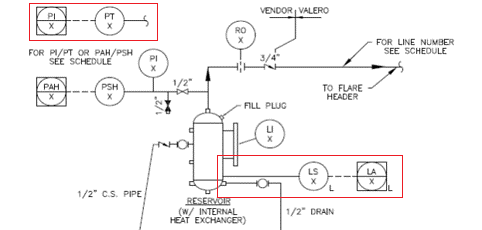 VENDOR VALERO
PI
X
PT
X
RO
X
FOR PI/PT OR PAH/PSH
SEE SCHEDULE
PI
X
3/4"
FOR LINE NUMBER
SEE SCHEDULE
PAH
X
PSH
X
1/2"
1/2"
TO FLARE
HEADER
FILL PLUG
LI
X
LS
X
L
LA
X
L
1/2" C.S. PIPE
RESERVOIR
(W/ INTERNAL
HEAT EXCHANGER)
1/2" DRAIN